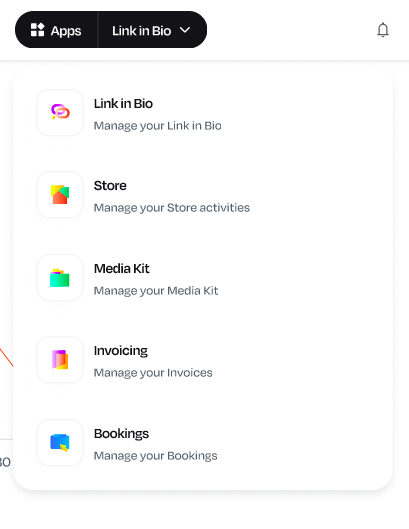 Apps
Link in Bio
Link in Bio
Manage your Link in Bio
Store
Manage your Store activities
Media Kit
Manage your Media Kit
Invoicing
Manage your Invoices
Bookings
Manage your Bookings